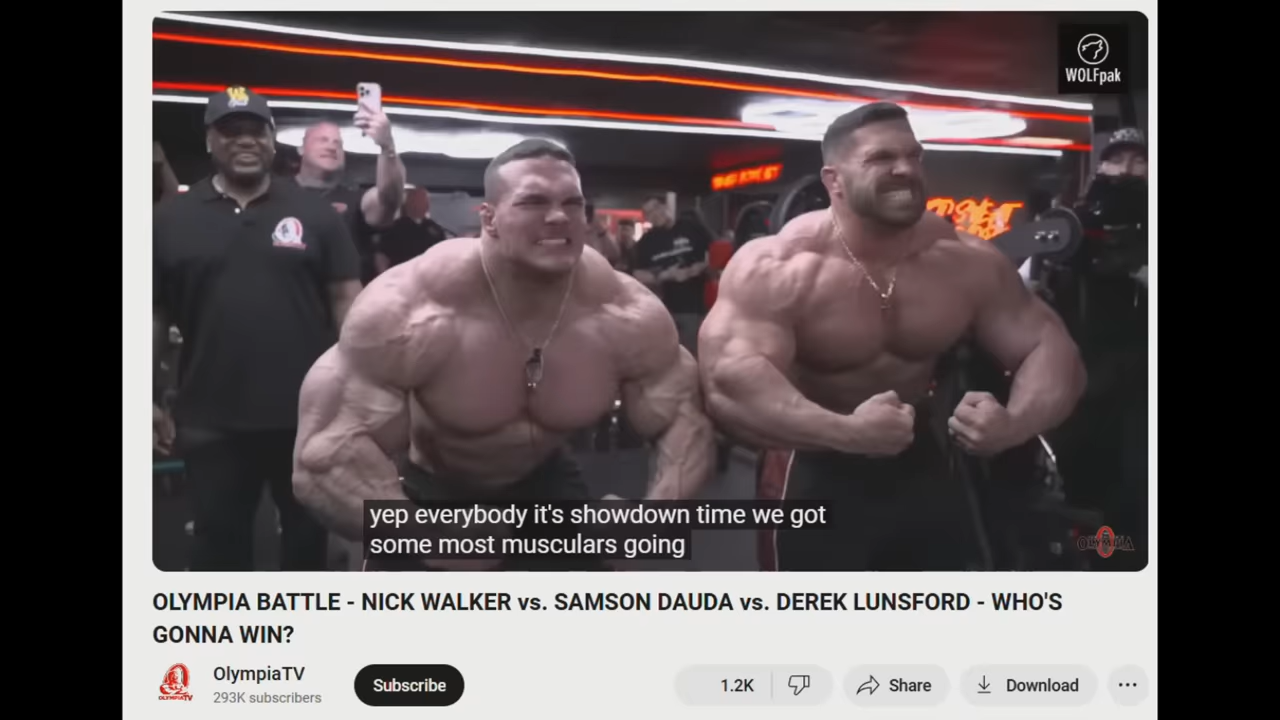 WOLFpak
yep everybody it's showdown time we got
some most musculars going
OLYMPIA
OLYMPIA BATTLE - NICK WALKER vs. SAMSON DAUDA vs. DEREK LUNSFORD - WHO'S
GONNA WIN?
OlympiaTV
293K subscribers
Subscribe
1.2K
Share
Download